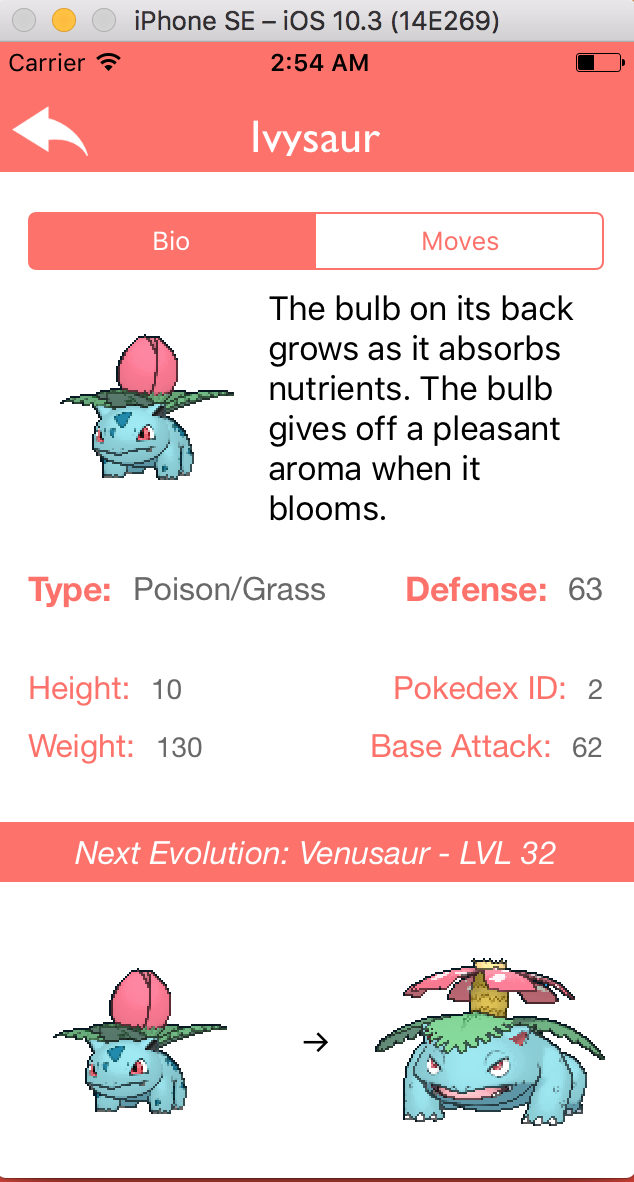 iPhone SE – iOS 10.3 (14E269)
Carrier 2:54 AM
Ivysaur
Bio Moves
The bulb on its back
grows as it absorbs
nutrients. The bulb
gives off a pleasant
aroma when it
blooms.
Type: Poison/Grass Defense: 63
Height: 10 Pokedex ID: 2
Weight: 130 Base Attack: 62
Next Evolution: Venusaur - LVL 32
→